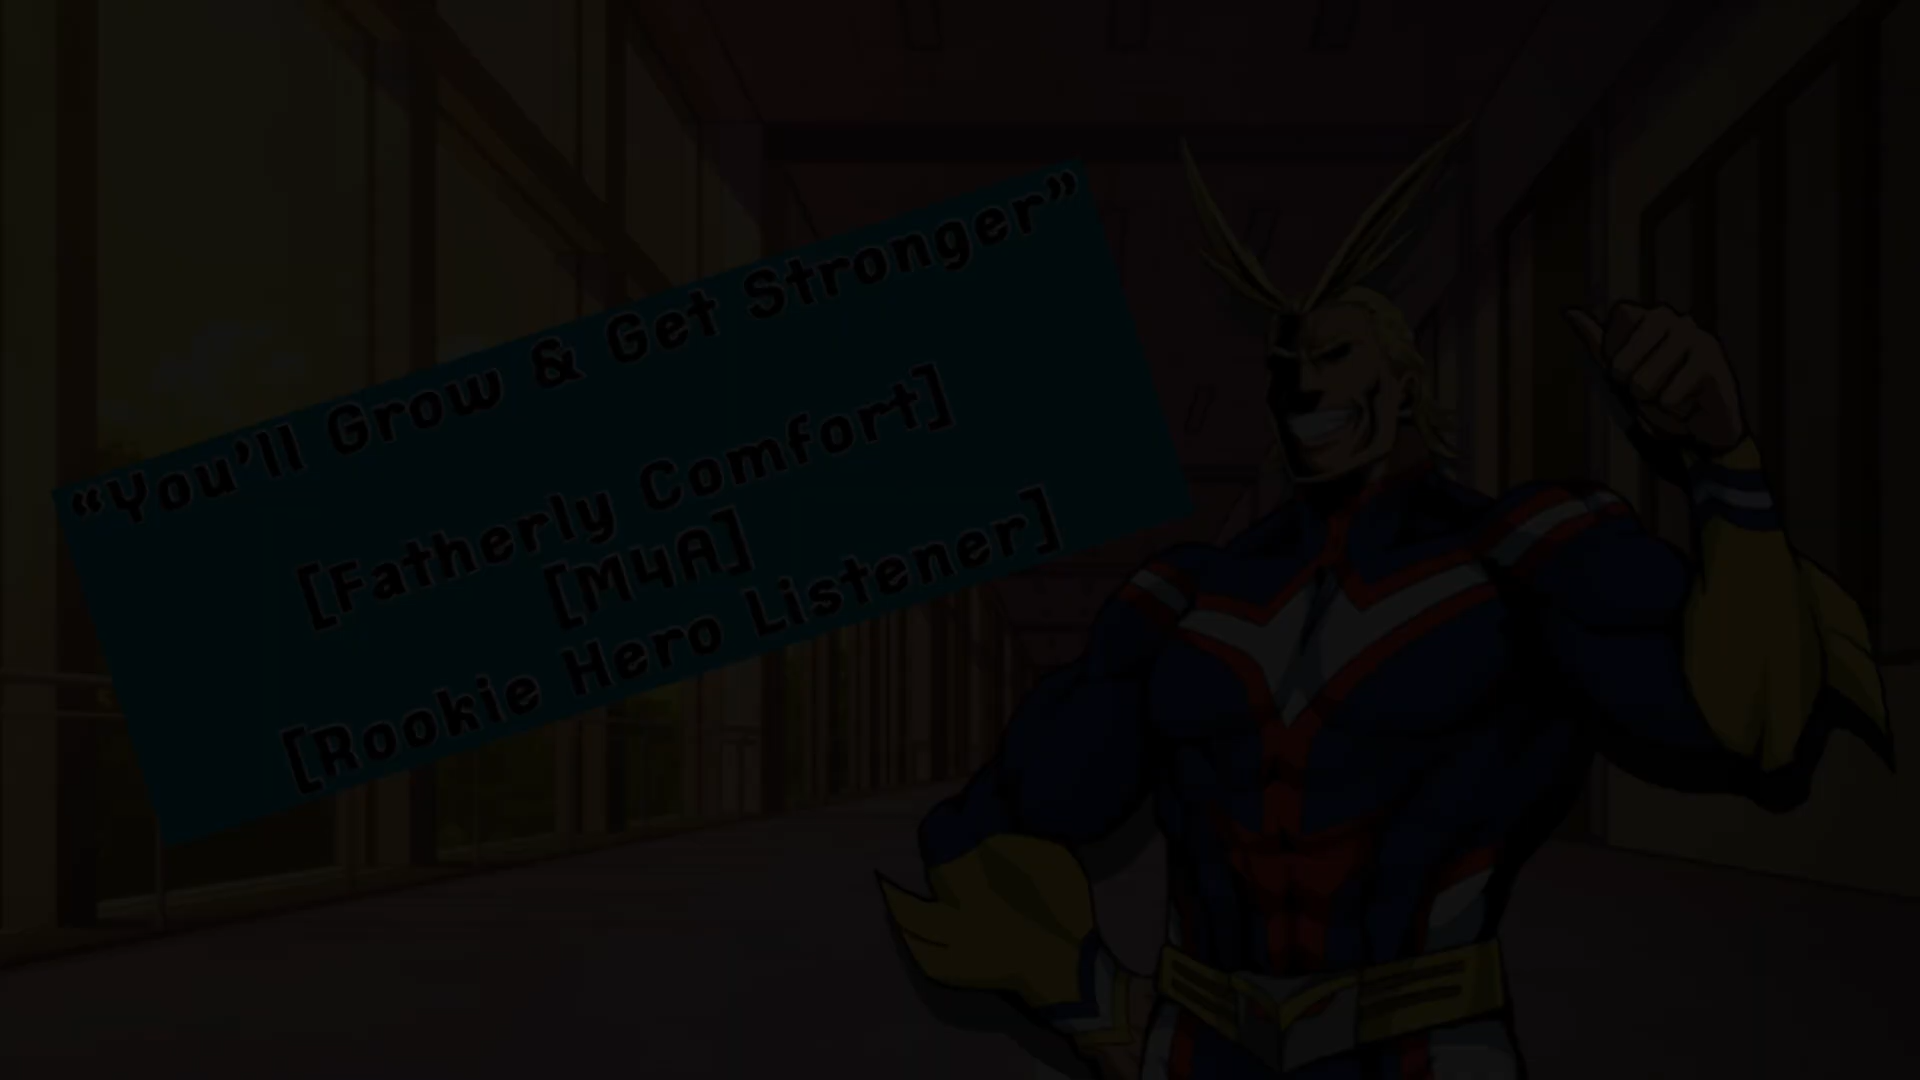 “You’ll Grow & Get Stronger”
[Fatherly Comfort]
[M4A]
[Rookie Hero Listener]